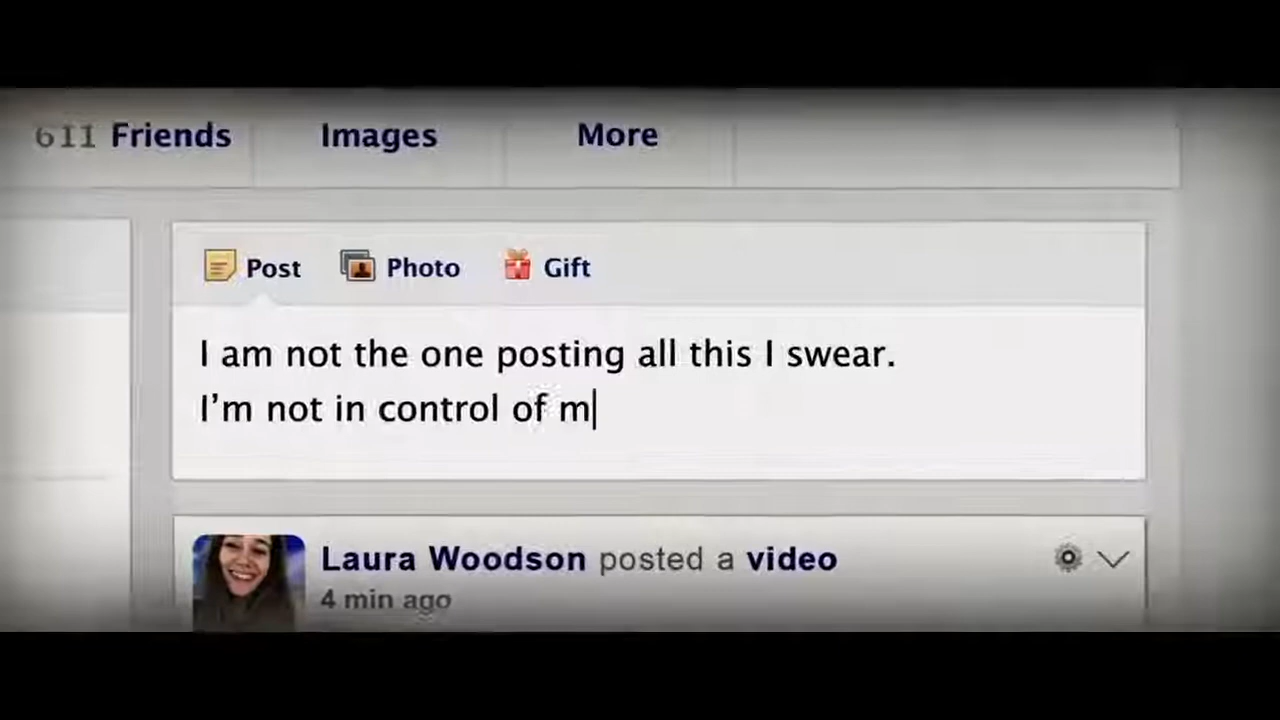 611 Friends Images More
Post Photo Gift
I am not the one posting all this I swear.
I’m not in control of m
Laura Woodson posted a video
4 min ago